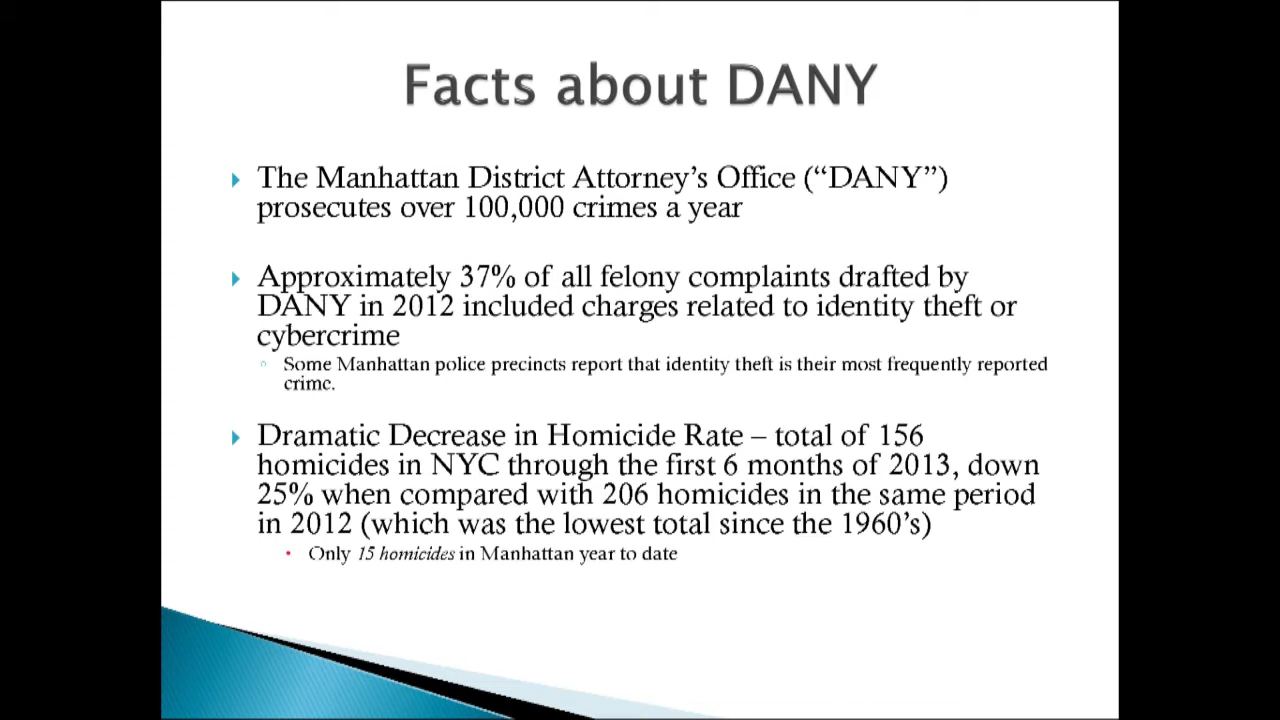 Facts about DANY
The Manhattan District Attorney’s Office (“DANY”)
prosecutes over 100,000 crimes a year
Approximately 37% of all felony complaints drafted by
DANY in 2012 included charges related to identity theft or
cybercrime
Some Manhattan police precincts report that identity theft is their most frequently reported
crime.
Dramatic Decrease in Homicide Rate – total of 156
homicides in NYC through the first 6 months of 2013, down
25% when compared with 206 homicides in the same period
in 2012 (which was the lowest total since the 1960’s)
Only 15 homicides in Manhattan year to date